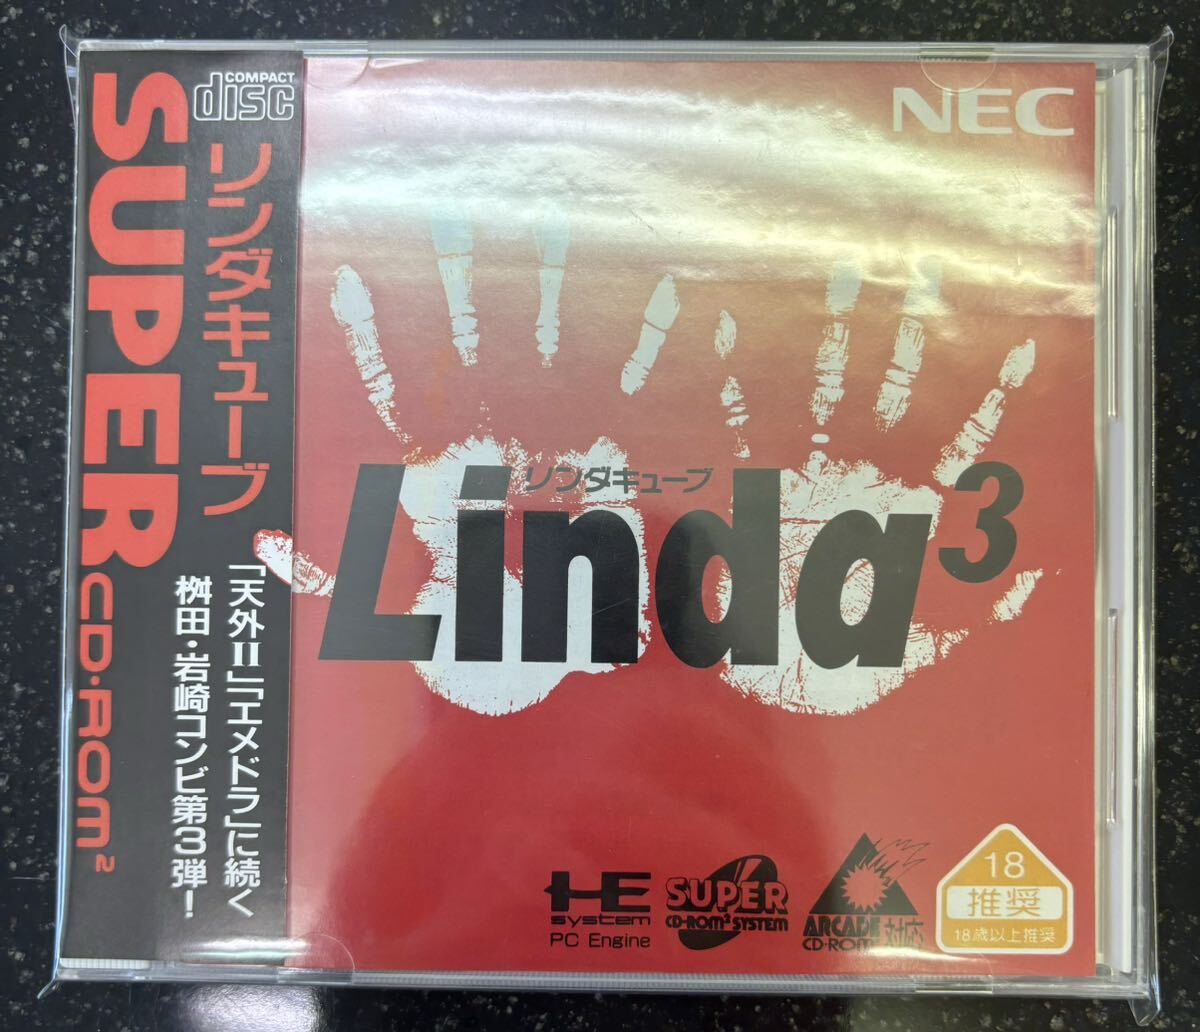 COMPACT
disc
SUPER CD-ROM²
リンダキューブ
「天外II」「エメドラ」に続く
桝田・岩崎コンビ第3弾!
NEC
リンダキューブ
Linda³
HE
system
PC Engine
SUPER
CD-ROM² SYSTEM
ARCADE
CD-ROM² 対応
18
推奨
18歳以上推奨